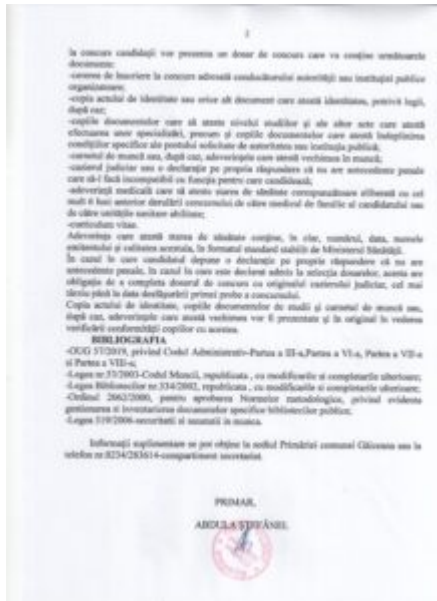 2
la concurs candidații vor prezenta un dosar de concurs care va conține următoarele
documente:
-cererea de înscriere la concurs adresată conducătorului autorității sau instituției publice
organizatoare;
-copia actului de identitate sau orice alt document care atestă identitatea, potrivit legii,
după caz;
-copiile documentelor care să ateste nivelul studiilor și ale altor acte care atestă
efectuarea unor specializări, precum și copiile documentelor care atestă îndeplinirea
condițiilor specifice ale postului solicitate de autoritatea sau instituția publică;
-carnetul de muncă sau, după caz, adeverințele care atestă vechimea în muncă;
-cazierul judiciar sau o declarație pe propria răspundere că nu are antecedente penale
care să-l facă incompatibil cu funcția pentru care candidează;
-adeverință medicală care să ateste starea de sănătate corespunzătoare eliberată cu cel
mult 6 luni anterior derulării concursului de către medicul de familie al candidatului sau
de către unitățile sanitare abilitate;
-curriculum vitae.
Adeverința care atestă starea de sănătate conține, în clar, numărul, data, numele
emitentului și calitatea acestuia, în formatul standard stabilit de Ministerul Sănătății.
În cazul în care candidatul depune o declarație pe propria răspundere că nu are
antecedente penale, în cazul în care este declarat admis la selecția dosarelor, acesta are
obligația de a completa dosarul de concurs cu originalul cazierului judiciar, cel mai
târziu până la data desfășurării primei probe a concursului.
Copia actului de identitate, copiile documentelor de studii și carnetul de muncă sau,
după caz, adeverințele care atestă vechimea vor fi prezentate și în original în vederea
verificării conformității copiilor cu acestea.
BIBLIOGRAFIA
-OUG 57/2019, privind Codul Administrativ-Partea a III-a,Partea a VI-a, Partea a VII-a
si Partea a VIII-a;
-Legea nr.53/2003-Codul Muncii, republicata , cu modificarile si completarile ulterioare;
-Legea Bibliotecilor nr.334/2002, republicata , cu modificarile si completarile ulterioare;
-Ordinul 2062/2000, pentru aprobarea Normelor metodologice, privind evidenta
gestionarea si inventarierea documentelor specifice bibliotecilor publice;
-Legea 319/2006-securitatii si sanatatii in munca.
Informații suplimentare se pot obține la sediul Primăriei comunei Găiceana sau la
telefon nr.0234/283614-compartiment secretariat.
PRIMAR,
ABDULA ȘTEFĂNEL